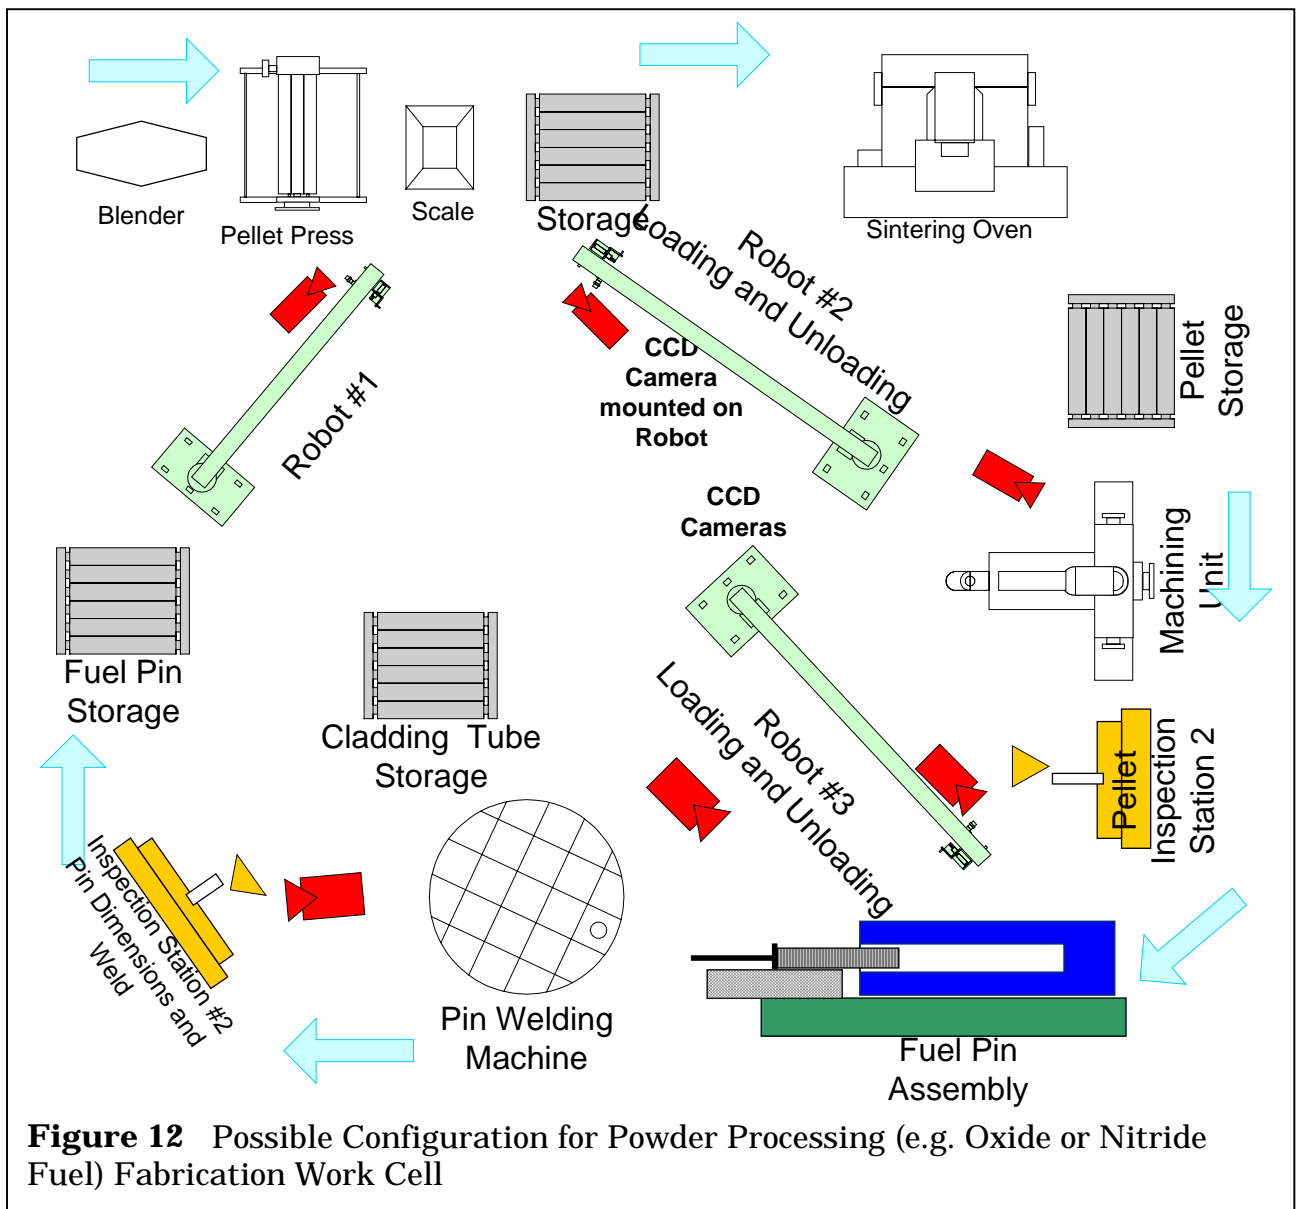 Blender
Pellet Press
Scale
Storage
Sintering Oven
Robot #1
Robot #2
Loading and Unloading
CCD
Camera
mounted on
Robot
Pellet
Storage
CCD
Cameras
Machining
Unit
Fuel Pin
Storage
Cladding Tube
Storage
Robot #3
Loading and Unloading
Pellet
Inspection
Station 2
Inspection Station #2
Pin Dimensions and
Weld
Pin Welding
Machine
Fuel Pin
Assembly
Figure 12 Possible Configuration for Powder Processing (e.g. Oxide or Nitride
Fuel) Fabrication Work Cell